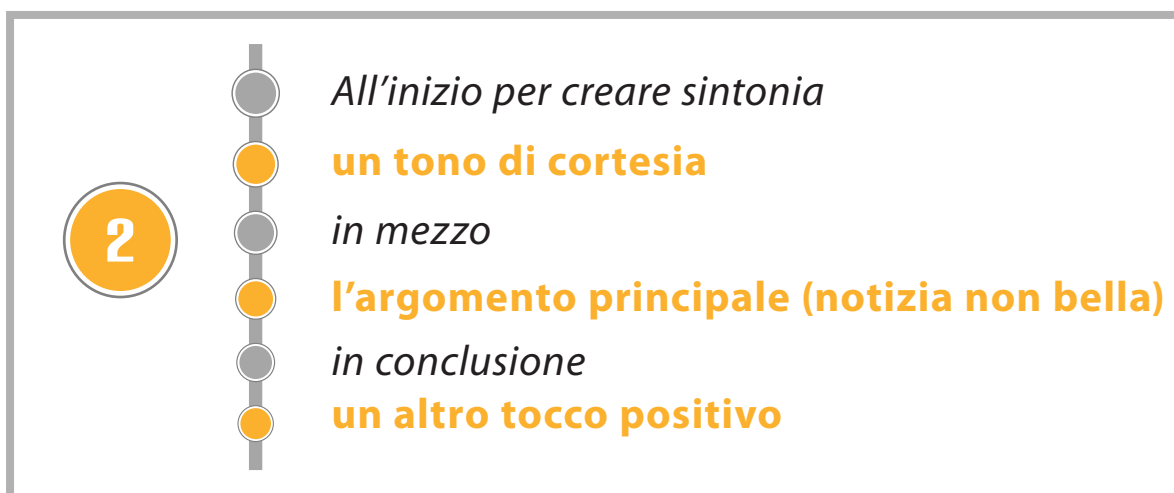 2
All’inizio per creare sintonia
un tono di cortesia
in mezzo
l’argomento principale (notizia non bella)
in conclusione
un altro tocco positivo